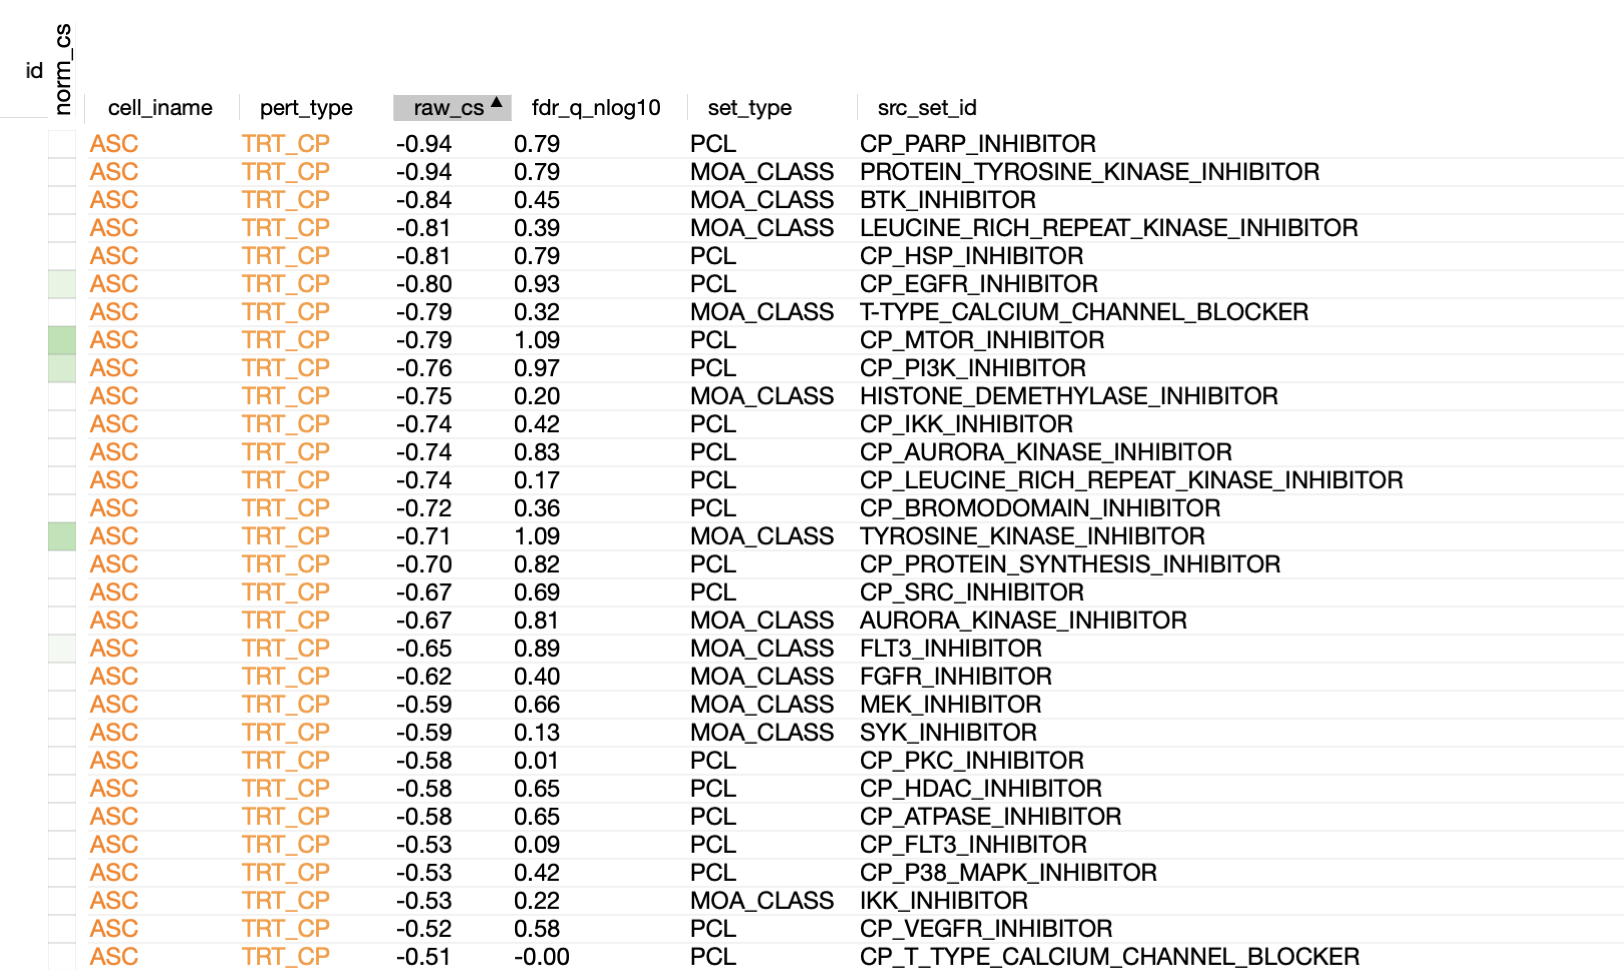 id norm_cs cell_iname pert_type raw_cs ▲ fdr_q_nlog10 set_type src_set_id
ASC TRT_CP -0.94 0.79 PCL CP_PARP_INHIBITOR
ASC TRT_CP -0.94 0.79 MOA_CLASS PROTEIN_TYROSINE_KINASE_INHIBITOR
ASC TRT_CP -0.84 0.45 MOA_CLASS BTK_INHIBITOR
ASC TRT_CP -0.81 0.39 MOA_CLASS LEUCINE_RICH_REPEAT_KINASE_INHIBITOR
ASC TRT_CP -0.81 0.79 PCL CP_HSP_INHIBITOR
ASC TRT_CP -0.80 0.93 PCL CP_EGFR_INHIBITOR
ASC TRT_CP -0.79 0.32 MOA_CLASS T-TYPE_CALCIUM_CHANNEL_BLOCKER
ASC TRT_CP -0.79 1.09 PCL CP_MTOR_INHIBITOR
ASC TRT_CP -0.76 0.97 PCL CP_PI3K_INHIBITOR
ASC TRT_CP -0.75 0.20 MOA_CLASS HISTONE_DEMETHYLASE_INHIBITOR
ASC TRT_CP -0.74 0.42 PCL CP_IKK_INHIBITOR
ASC TRT_CP -0.74 0.83 PCL CP_AURORA_KINASE_INHIBITOR
ASC TRT_CP -0.74 0.17 PCL CP_LEUCINE_RICH_REPEAT_KINASE_INHIBITOR
ASC TRT_CP -0.72 0.36 PCL CP_BROMODOMAIN_INHIBITOR
ASC TRT_CP -0.71 1.09 MOA_CLASS TYROSINE_KINASE_INHIBITOR
ASC TRT_CP -0.70 0.82 PCL CP_PROTEIN_SYNTHESIS_INHIBITOR
ASC TRT_CP -0.67 0.69 PCL CP_SRC_INHIBITOR
ASC TRT_CP -0.67 0.81 MOA_CLASS AURORA_KINASE_INHIBITOR
ASC TRT_CP -0.65 0.89 MOA_CLASS FLT3_INHIBITOR
ASC TRT_CP -0.62 0.40 MOA_CLASS FGFR_INHIBITOR
ASC TRT_CP -0.59 0.66 MOA_CLASS MEK_INHIBITOR
ASC TRT_CP -0.59 0.13 MOA_CLASS SYK_INHIBITOR
ASC TRT_CP -0.58 0.01 PCL CP_PKC_INHIBITOR
ASC TRT_CP -0.58 0.65 PCL CP_HDAC_INHIBITOR
ASC TRT_CP -0.58 0.65 PCL CP_ATPASE_INHIBITOR
ASC TRT_CP -0.53 0.09 PCL CP_FLT3_INHIBITOR
ASC TRT_CP -0.53 0.42 PCL CP_P38_MAPK_INHIBITOR
ASC TRT_CP -0.53 0.22 MOA_CLASS IKK_INHIBITOR
ASC TRT_CP -0.52 0.58 PCL CP_VEGFR_INHIBITOR
ASC TRT_CP -0.51 -0.00 PCL CP_T_TYPE_CALCIUM_CHANNEL_BLOCKER